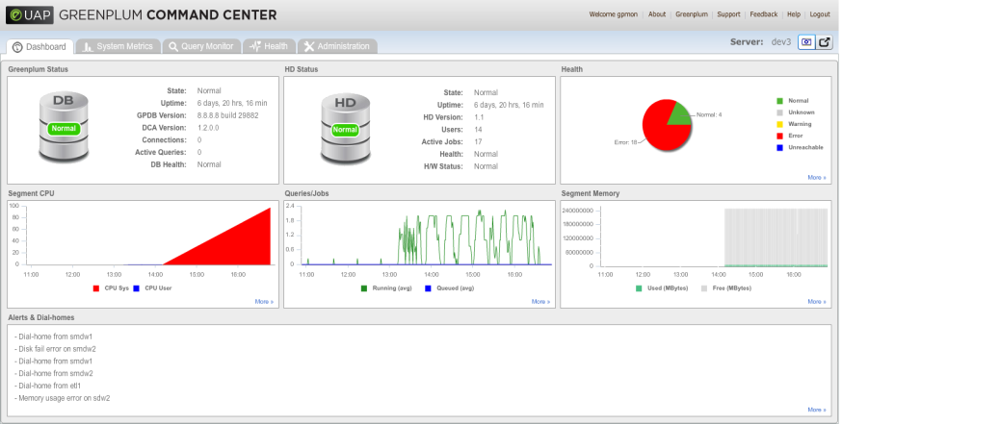 UAP GREENPLUM COMMAND CENTER
Welcome gpmon | About | Greenplum | Support | Feedback | Help | Logout
Dashboard System Metrics Query Monitor Health Administration
Server: dev3
Greenplum Status
DB
Normal
State: Normal
Uptime: 6 days, 20 hrs, 16 min
GPDB Version: 8.8.8.8 build 29882
DCA Version: 1.2.0.0
Connections: 0
Active Queries: 0
DB Health: Normal
HD Status
HD
Normal
State: Normal
Uptime: 6 days, 20 hrs, 16 min
HD Version: 1.1
Users: 14
Active Jobs: 17
Health: Normal
H/W Status: Normal
Health
Normal: 4
Error: 18
Normal
Unknown
Warning
Error
Unreachable
More »
Segment CPU
100
80
60
40
20
0
11:00 12:00 13:00 14:00 15:00 16:00
CPU Sys CPU User
More »
Queries/Jobs
2.4
1.8
1.2
0.6
0
11:00 12:00 13:00 14:00 15:00 16:00
Running (avg) Queued (avg)
More »
Segment Memory
240000000
180000000
120000000
60000000
0
11:00 12:00 13:00 14:00 15:00 16:00
Used (MBytes) Free (MBytes)
More »
Alerts & Dial-homes
- Dial-home from smdw1
- Disk fail error on smdw2
- Dial-home from smdw1
- Dial-home from smdw2
- Dial-home from etl1
- Memory usage error on sdw2
More »